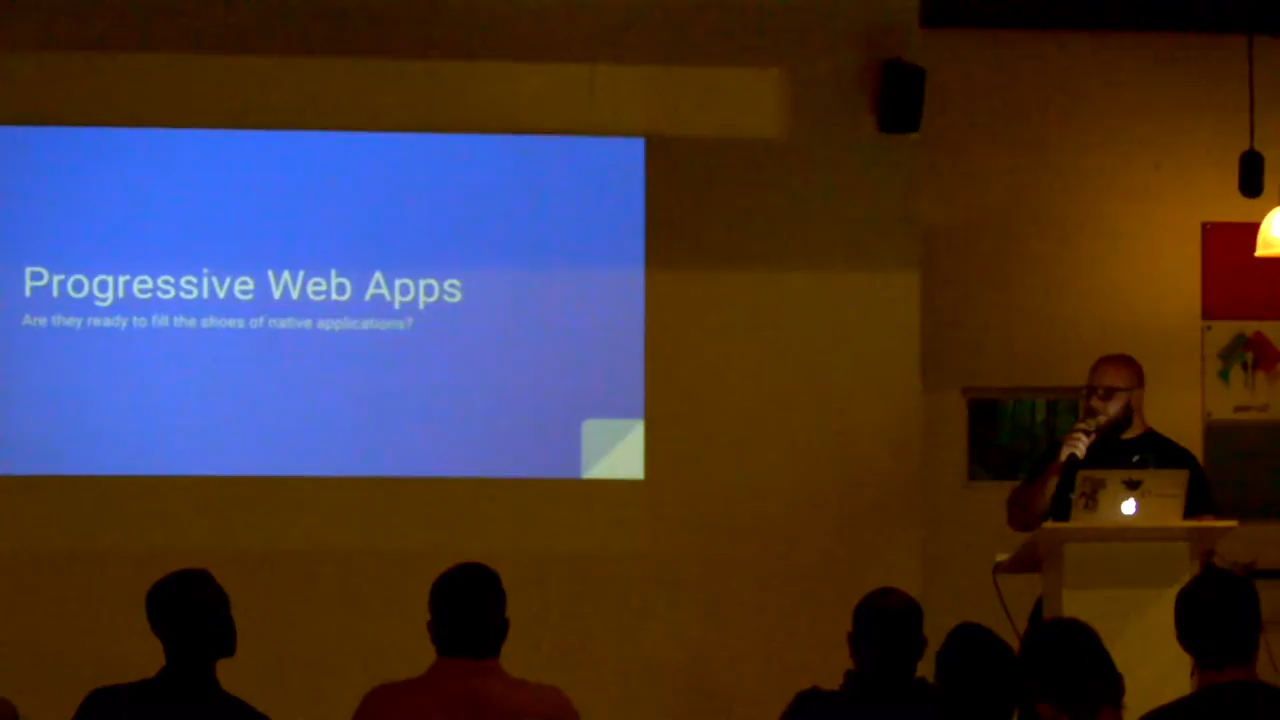 Progressive Web Apps
Are they ready to fill the shoes of native applications?